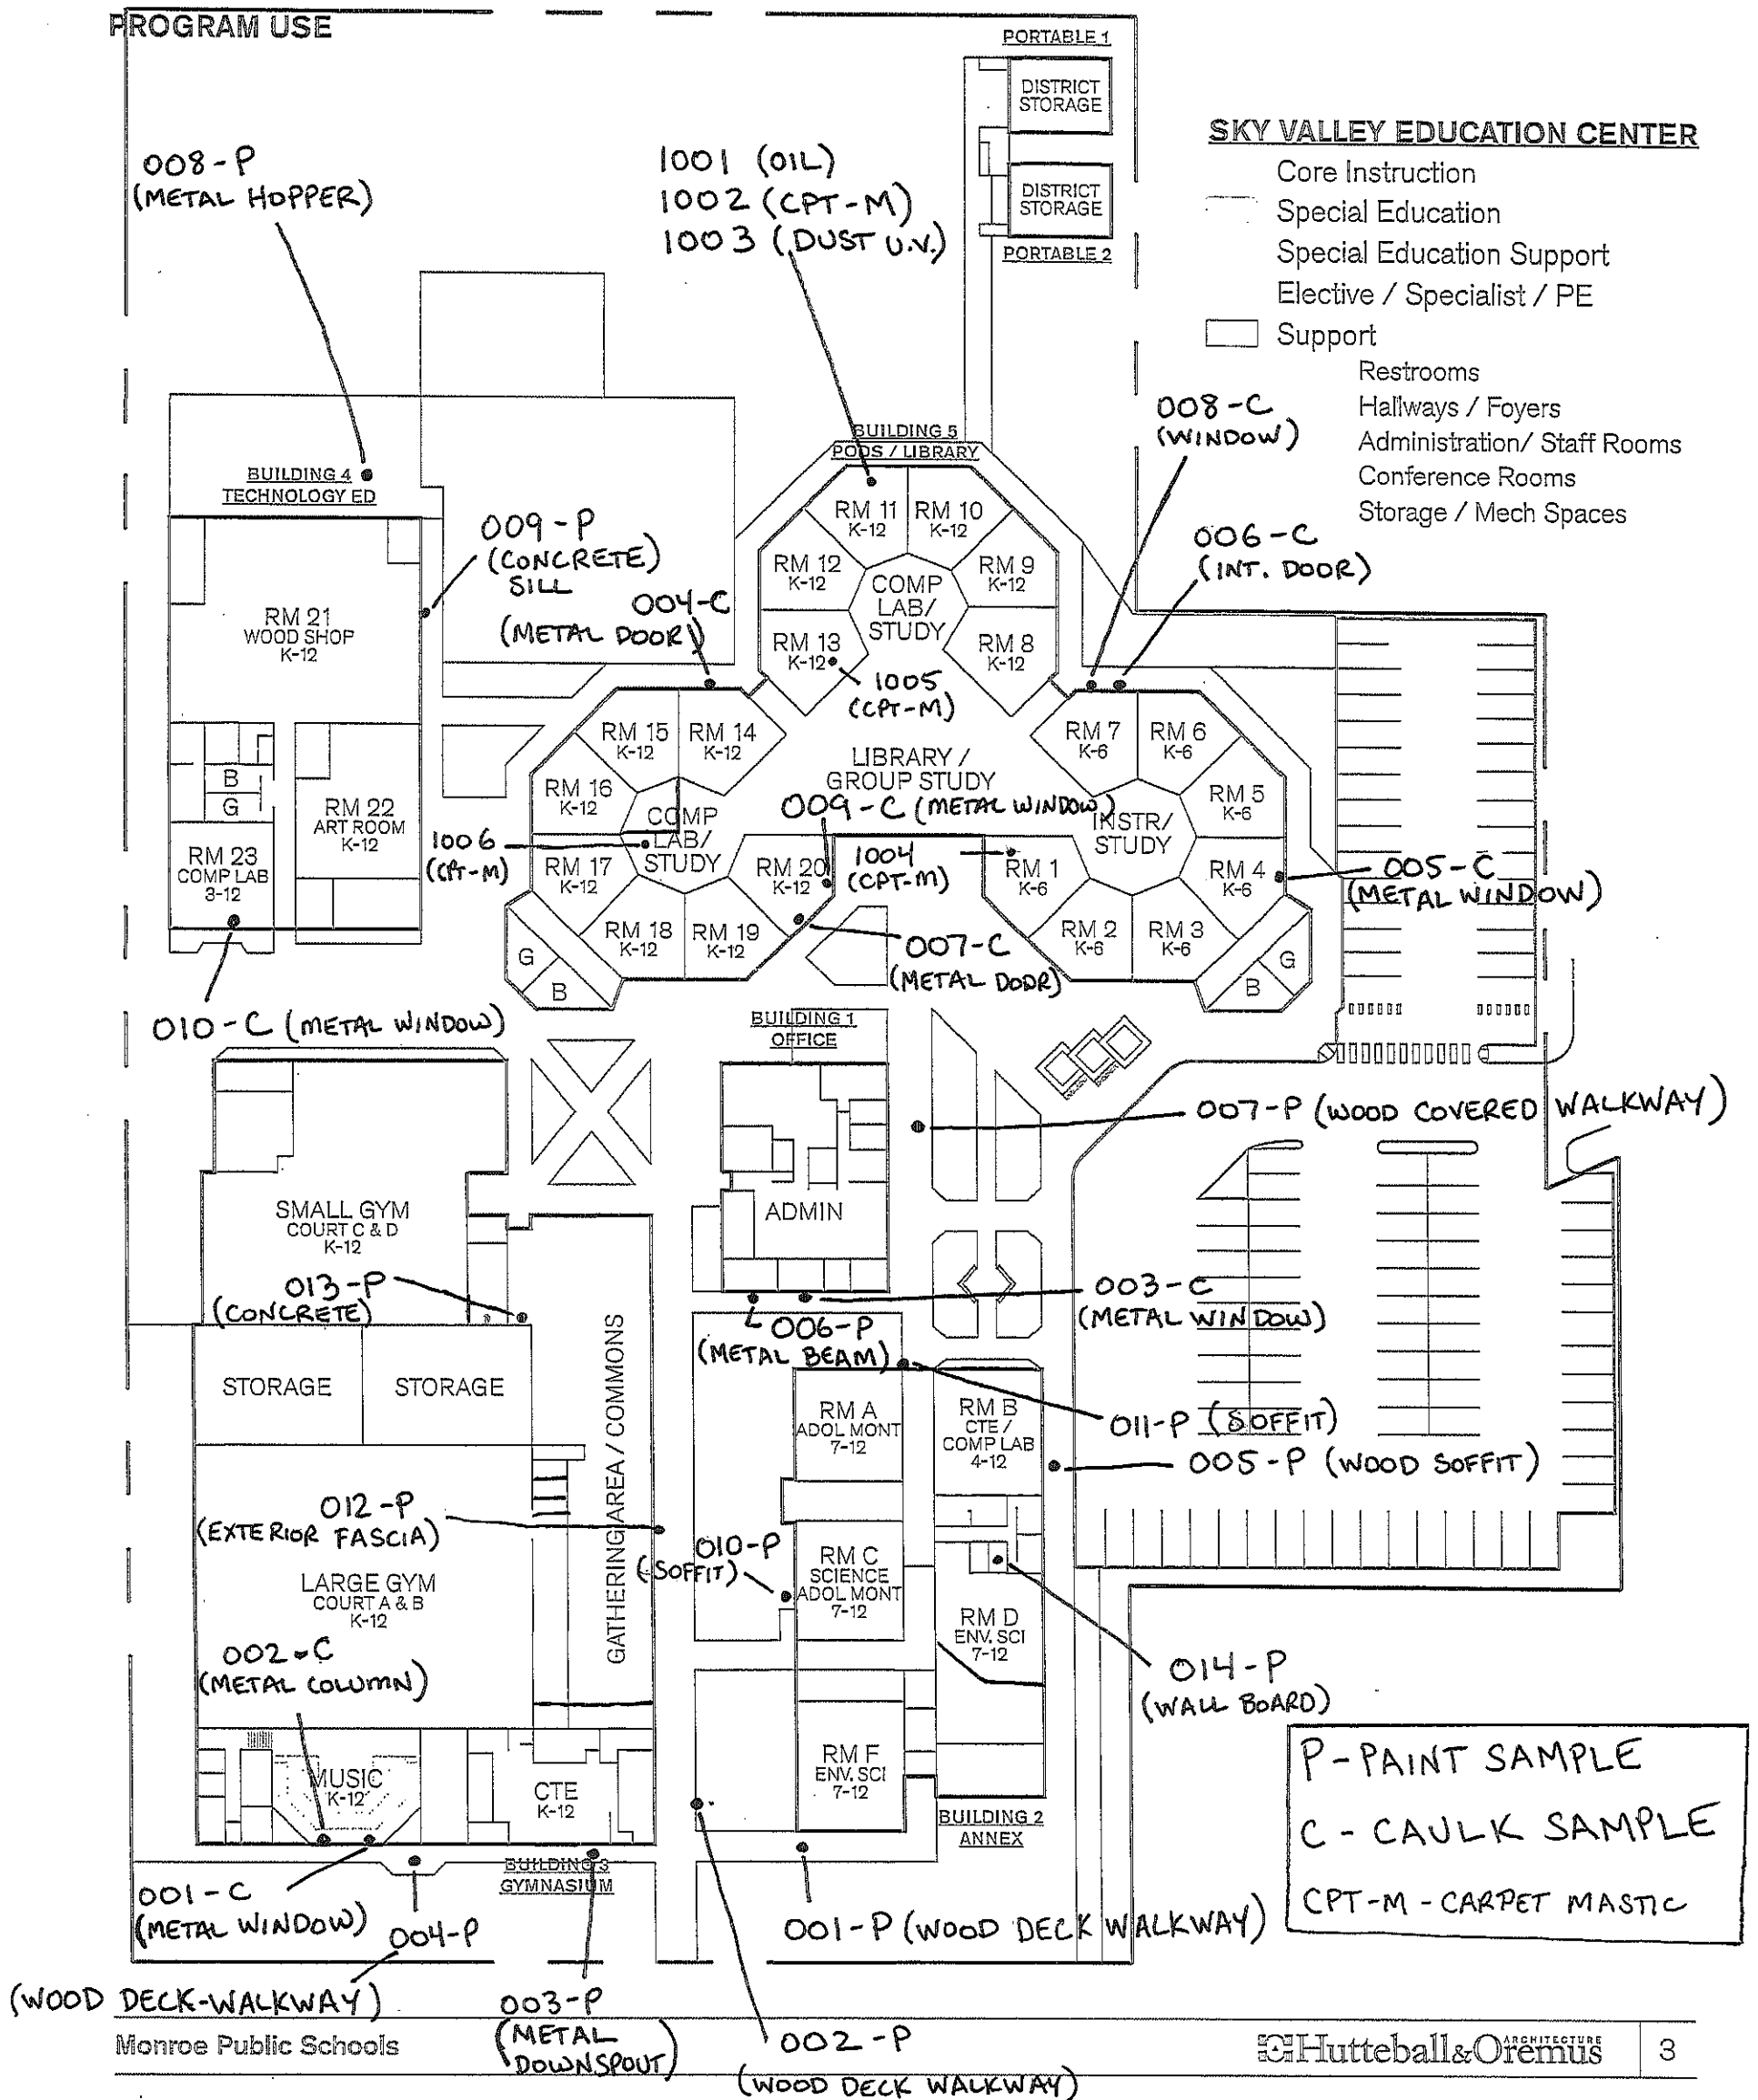 PROGRAM USE
PORTABLE 1
DISTRICT
STORAGE
DISTRICT
STORAGE
PORTABLE 2
SKY VALLEY EDUCATION CENTER
Core Instruction
Special Education
Special Education Support
Elective / Specialist / PE
Support
Restrooms
Hallways / Foyers
Administration/ Staff Rooms
Conference Rooms
Storage / Mech Spaces
008-P
(METAL HOPPER)
1001 (OIL)
1002 (CPT-M)
1003 (DUST U.V.)
008-C
(WINDOW)
006-C
(INT. DOOR)
BUILDING 4
TECHNOLOGY ED
BUILDING 5
PODS / LIBRARY
009-P
(CONCRETE)
SILL
004-C
(METAL DOOR)
RM 11
K-12
RM 10
K-12
RM 12
K-12
RM 9
K-12
COMP
LAB/
STUDY
RM 13
K-12
RM 8
K-12
1005
(CPT-M)
RM 21
WOOD SHOP
K-12
RM 15
K-12
RM 14
K-12
RM 7
K-6
RM 6
K-6
LIBRARY /
GROUP STUDY
RM 16
K-12
RM 5
K-6
B
G
RM 22
ART ROOM
K-12
009-C (METAL WINDOW)
COMP
LAB/
STUDY
INSTR/
STUDY
1006
(CPT-M)
RM 23
COMP LAB
3-12
RM 17
K-12
RM 20
K-12
1004
(CPT-M)
RM 1
K-6
RM 4
K-6
005-C
(METAL WINDOW)
RM 18
K-12
RM 19
K-12
RM 2
K-6
RM 3
K-6
007-C
(METAL DOOR)
G
B
G
B
010-C (METAL WINDOW)
BUILDING 1
OFFICE
007-P (WOOD COVERED WALKWAY)
SMALL GYM
COURT C & D
K-12
ADMIN
013-P
(CONCRETE)
003-C
(METAL WINDOW)
006-P
(METAL BEAM)
STORAGE
STORAGE
GATHERING AREA / COMMONS
RM A
ADOL MONT
7-12
RM B
CTE /
COMP LAB
4-12
011-P (SOFFIT)
005-P (WOOD SOFFIT)
012-P
(EXTERIOR FASCIA)
010-P
(SOFFIT)
RM C
SCIENCE
ADOL MONT
7-12
LARGE GYM
COURT A & B
K-12
RM D
ENV. SCI
7-12
002-C
(METAL COLUMN)
014-P
(WALL BOARD)
MUSIC
K-12
CTE
K-12
RM F
ENV. SCI
7-12
BUILDING 2
ANNEX
P-PAINT SAMPLE
C - CAULK SAMPLE
CPT-M - CARPET MASTIC
BUILDING 3
GYMNASIUM
001-C
(METAL WINDOW)
004-P
(WOOD DECK-WALKWAY)
001-P (WOOD DECK WALKWAY)
003-P
(METAL
DOWNSPOUT)
002-P
(WOOD DECK WALKWAY)
Monroe Public Schools
Hutteball & Oremus ARCHITECTURE
3